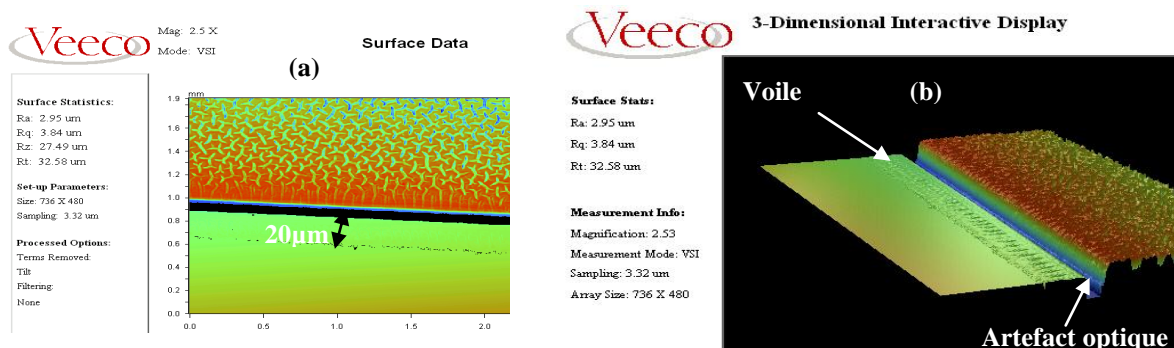 Veeco
Mag: 2.5 X
Mode: VSI
Surface Data
(a)
Surface Statistics:
Ra: 2.95 um
Rq: 3.84 um
Rz: 27.49 um
Rt: 32.58 um
Set-up Parameters:
Size: 736 X 480
Sampling: 3.32 um
Processed Options:
Terms Removed:
Tilt
Filtering:
None
mm
1.9
1.6
1.4
1.2
1.0
0.8
0.6
0.4
0.2
0.0
20µm
0.0 0.5 1.0 1.5 2.0
Veeco
3-Dimensional Interactive Display
Surface Stats:
Ra: 2.95 um
Rq: 3.84 um
Rt: 32.58 um
Measurement Info:
Magnification: 2.53
Measurement Mode: VSI
Sampling: 3.32 um
Array Size: 736 X 480
Voile
(b)
Artefact optique